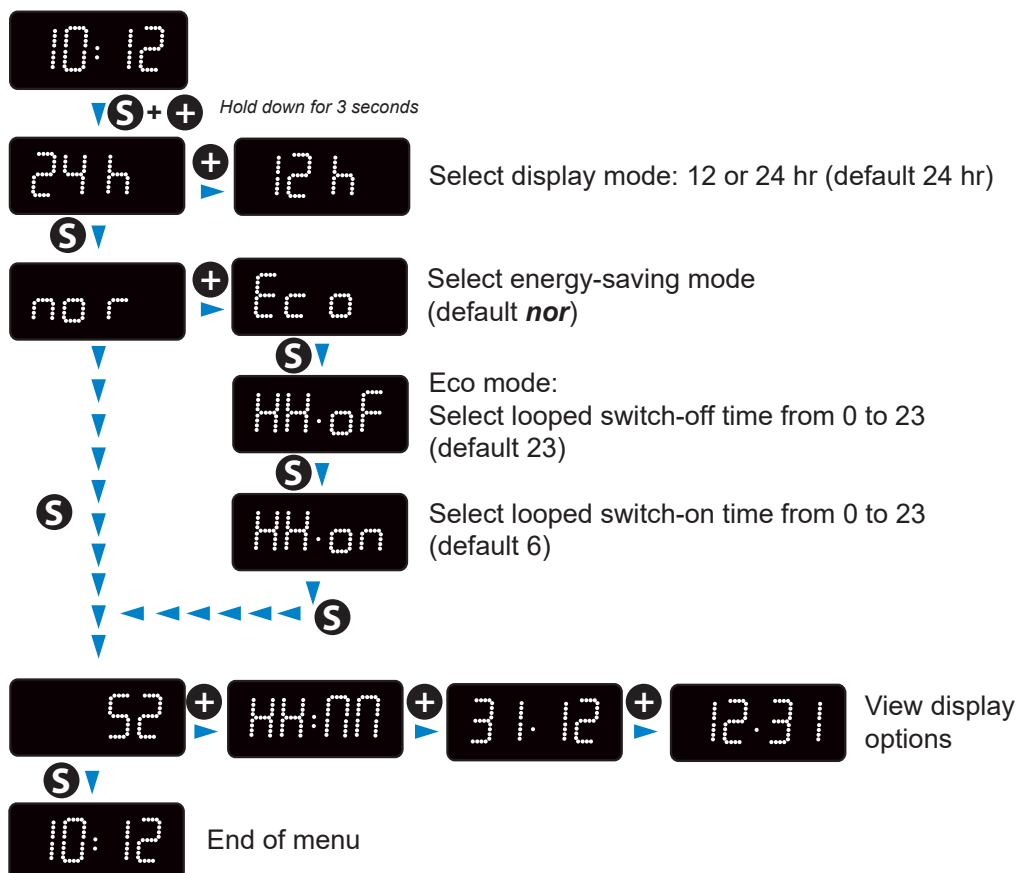 10:12
S + +
Hold down for 3 seconds
24 h
+
12 h
Select display mode: 12 or 24 hr (default 24 hr)
S
nor
+
Eco
Select energy-saving mode
(default nor)
S
HH.oF
Eco mode:
Select looped switch-off time from 0 to 23
(default 23)
S
S
HH.on
Select looped switch-on time from 0 to 23
(default 6)
S
52
+
HH:MM
+
31.12
+
12.31
View display
options
S
10:12
End of menu